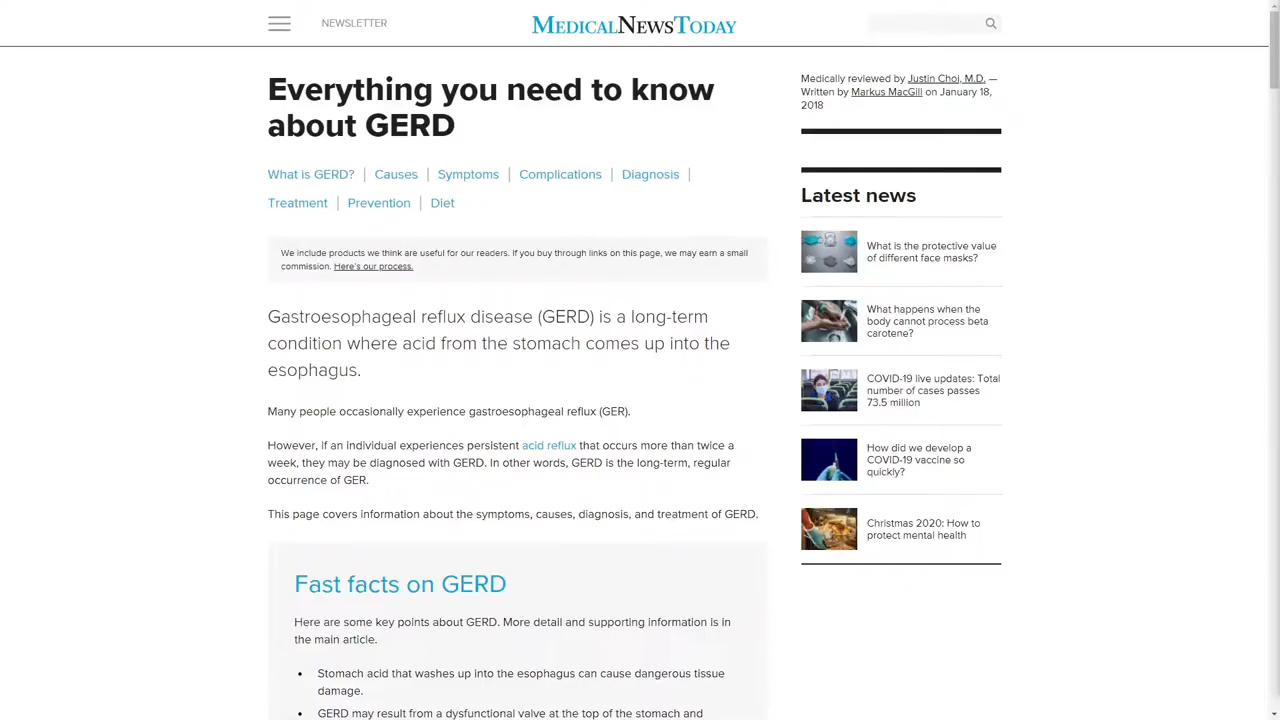 NEWSLETTER
MEDICALNEWSTODAY
Everything you need to know
about GERD
What is GERD? | Causes | Symptoms | Complications | Diagnosis |
Treatment | Prevention | Diet
We include products we think are useful for our readers. If you buy through links on this page, we may earn a small
commission. Here's our process.
Gastroesophageal reflux disease (GERD) is a long-term
condition where acid from the stomach comes up into the
esophagus.
Many people occasionally experience gastroesophageal reflux (GER).
However, if an individual experiences persistent acid reflux that occurs more than twice a
week, they may be diagnosed with GERD. In other words, GERD is the long-term, regular
occurrence of GER.
This page covers information about the symptoms, causes, diagnosis, and treatment of GERD.
Fast facts on GERD
Here are some key points about GERD. More detail and supporting information is in
the main article.
• Stomach acid that washes up into the esophagus can cause dangerous tissue
damage.
• GERD may result from a dysfunctional valve at the top of the stomach and
Medically reviewed by Justin Choi, M.D. —
Written by Markus MacGill on January 18,
2018
Latest news
What is the protective value
of different face masks?
What happens when the
body cannot process beta
carotene?
COVID-19 live updates: Total
number of cases passes
73.5 million
How did we develop a
COVID-19 vaccine so
quickly?
Christmas 2020: How to
protect mental health